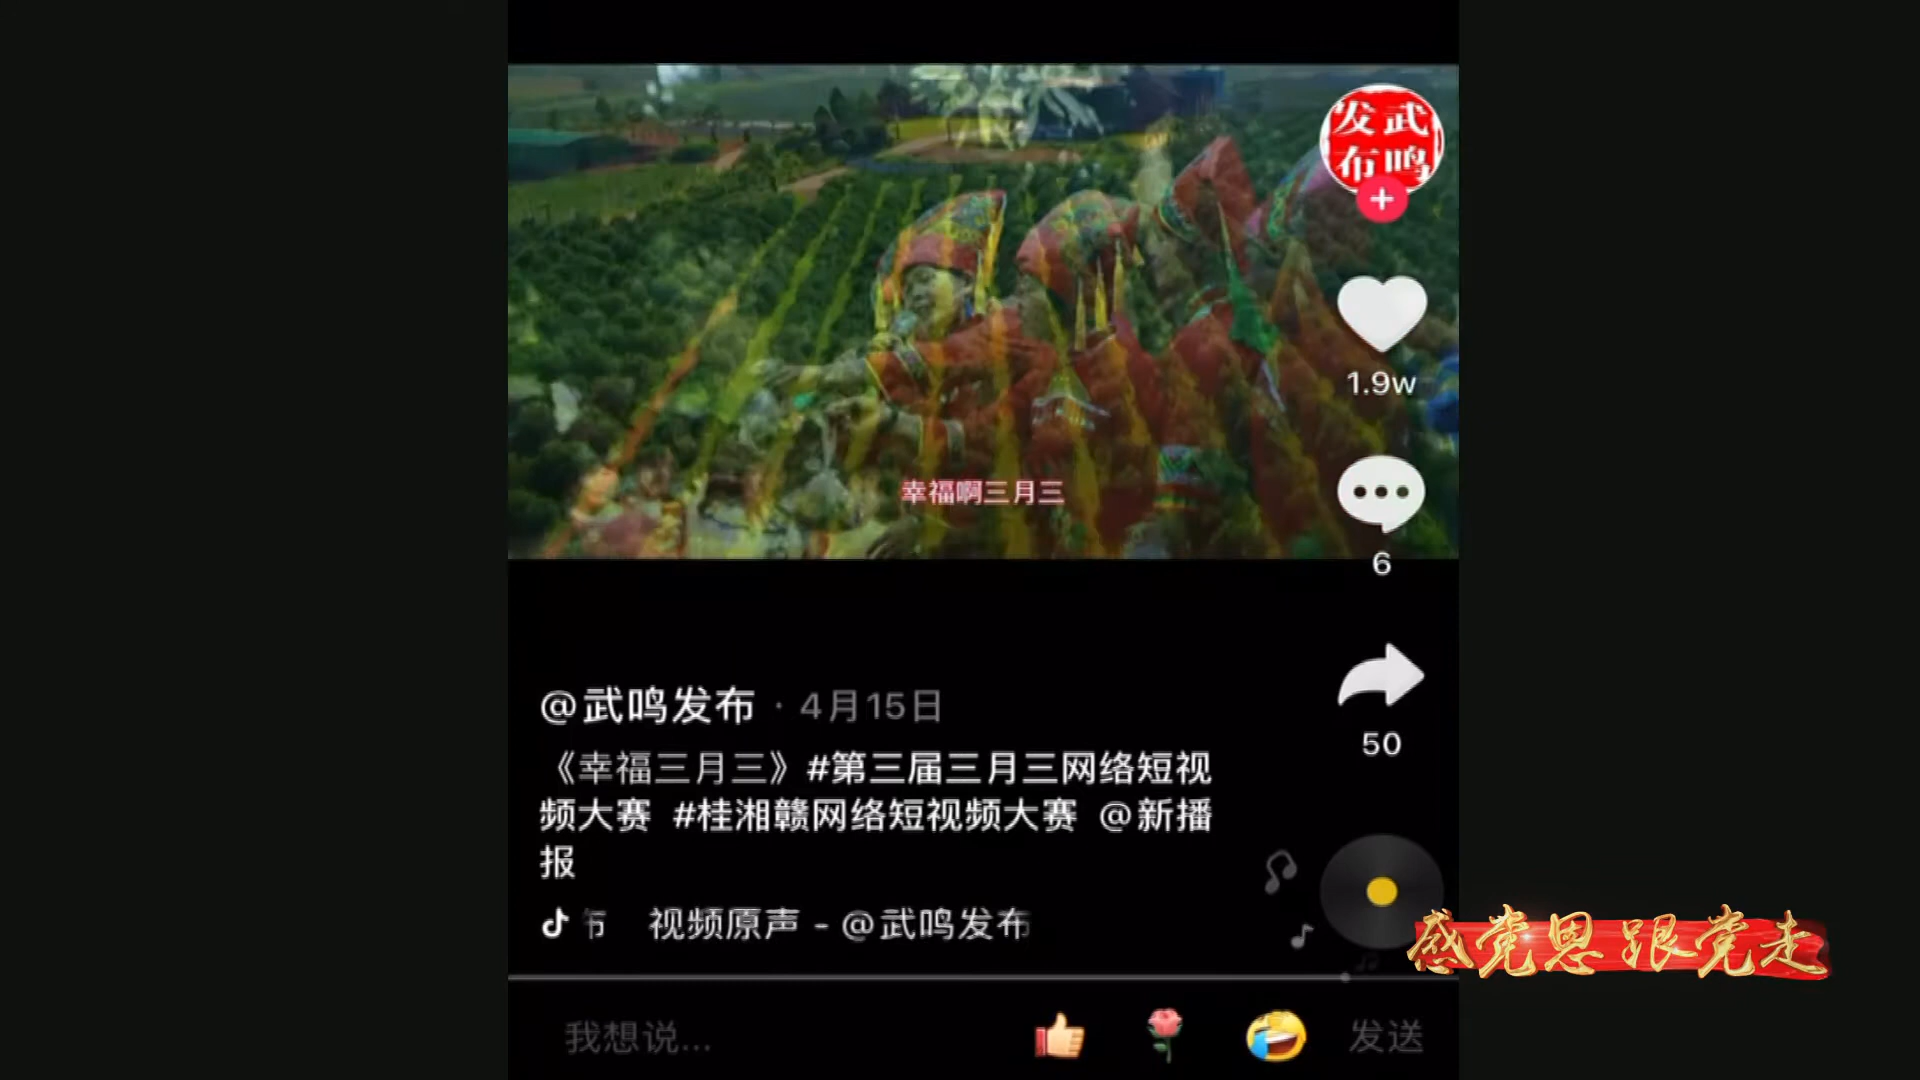 发武
布鸣
1.9w
幸福啊三月三
6
@武鸣发布 · 4月15日
50
《幸福三月三》#第三届三月三网络短视
频大赛 #桂湘赣网络短视频大赛 @新播
报
视频原声 - @武鸣发布
感党恩 跟党走
我想说...
发送